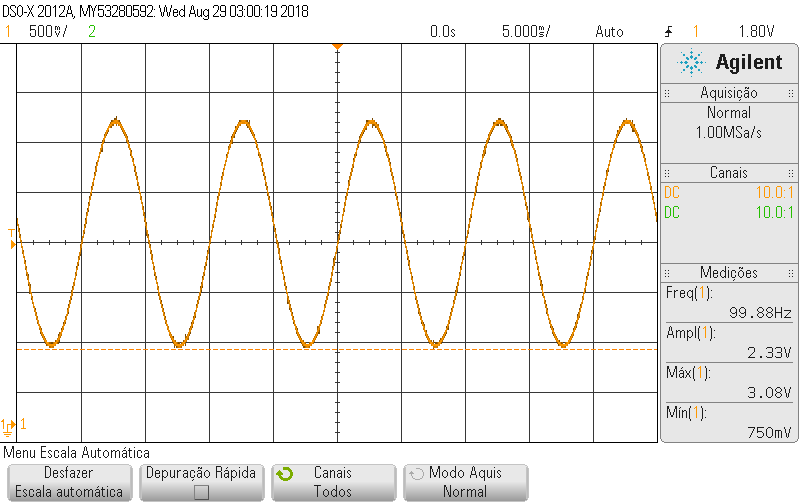 DSO-X 2012A, MY53280592: Wed Aug 29 03:00:19 2018
1 500mV/ 2 0.0s 5.000ms/ Auto 1 1.80V
Agilent
Aquisição
Normal
1.00MSa/s
Canais
DC 10.0:1
DC 10.0:1
Medições
Freq(1):
99.88Hz
Ampl(1):
2.33V
Máx(1):
3.08V
Mín(1):
750mV
T
1
Menu Escala Automática
Desfazer
Escala automática
Depuração Rápida
Canais
Todos
Modo Aquis
Normal